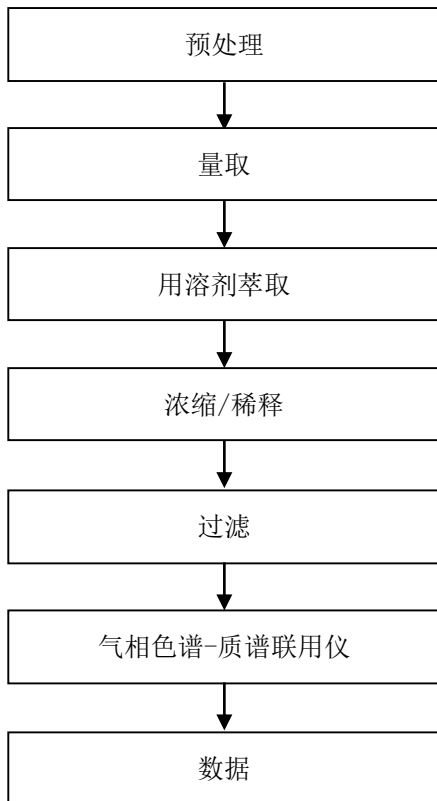 预处理
量取
用溶剂萃取
浓缩/稀释
过滤
气相色谱-质谱联用仪
数据